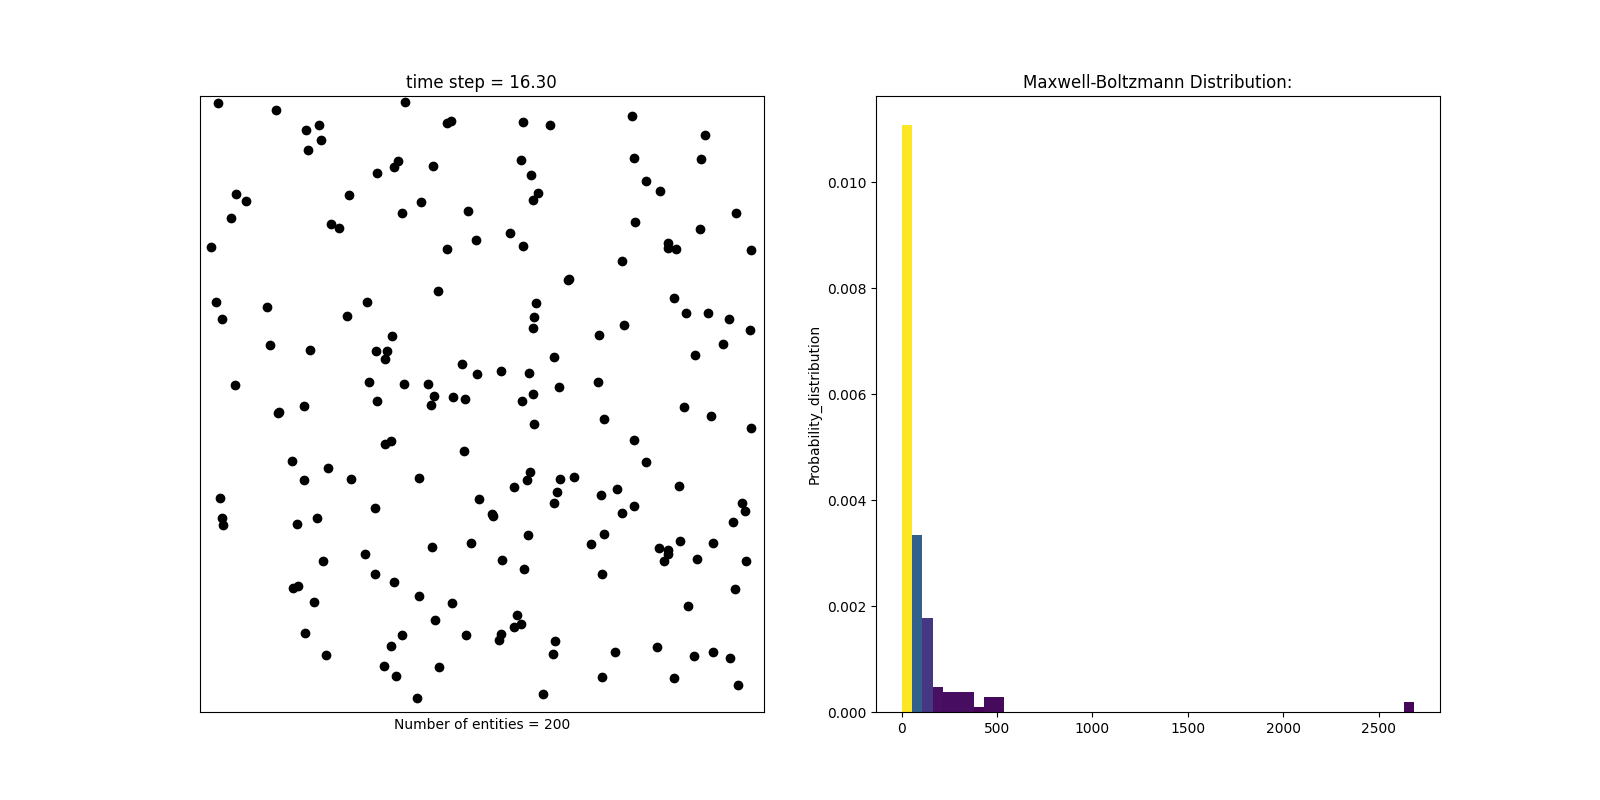 time step = 16.30
Number of entities = 200
Maxwell-Boltzmann Distribution:
Probability_distribution
0.010
0.008
0.006
0.004
0.002
0.000
0 500 1000 1500 2000 2500